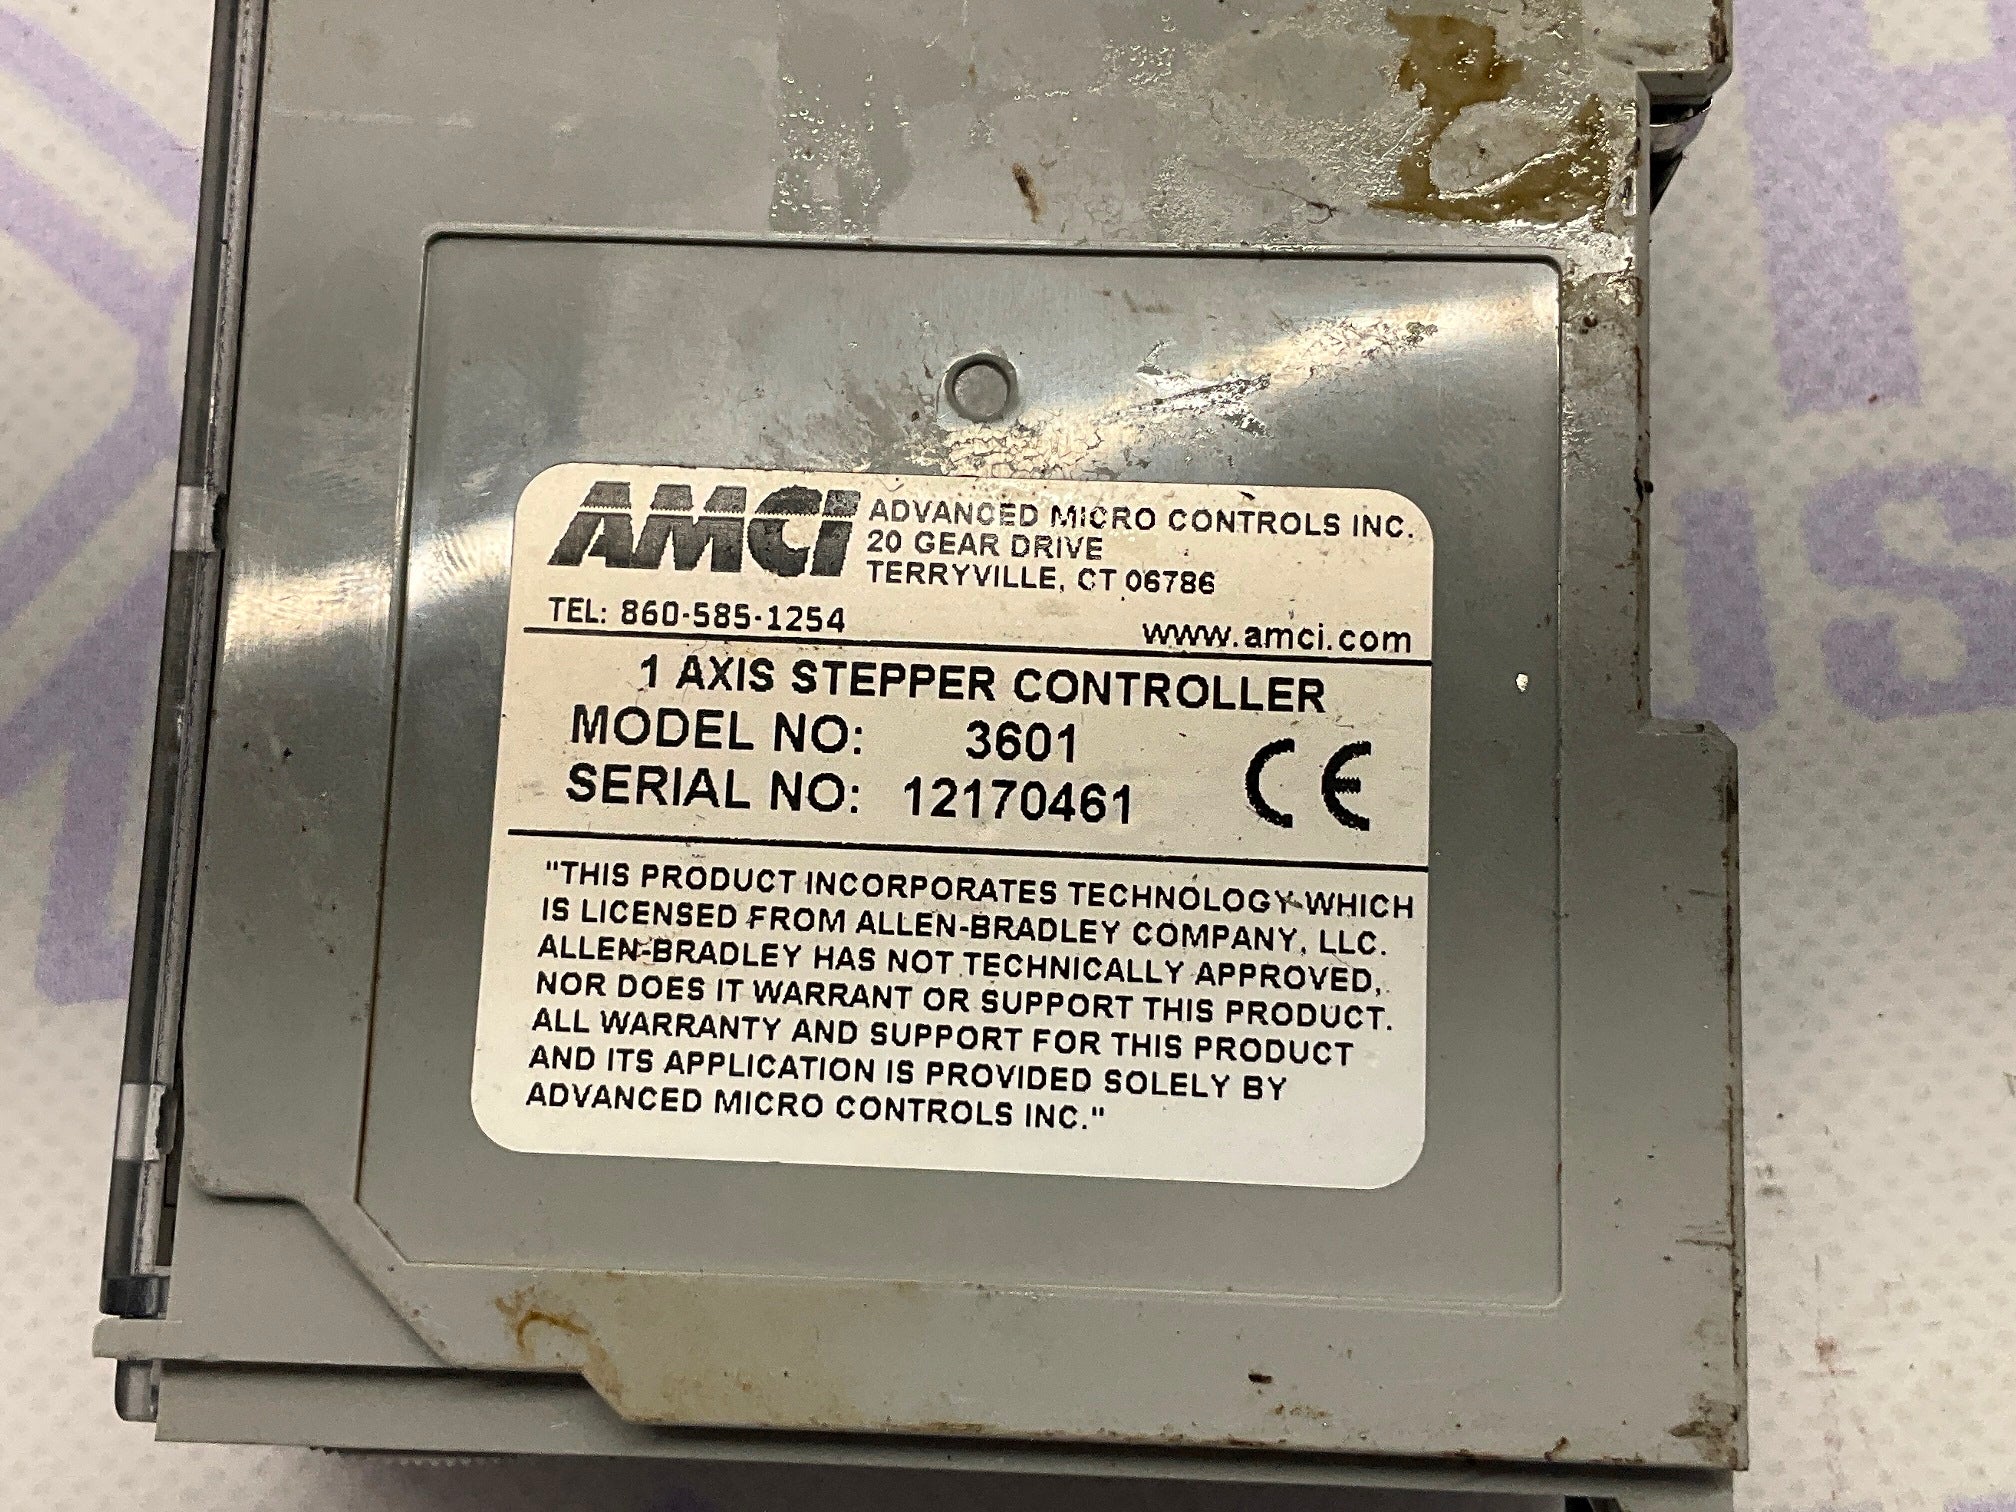 AMCI
ADVANCED MICRO CONTROLS INC.
20 GEAR DRIVE
TERRYVILLE, CT 06786
TEL: 860-585-1254
www.amci.com
1 AXIS STEPPER CONTROLLER
MODEL NO: 3601
SERIAL NO: 12170461
CE
"THIS PRODUCT INCORPORATES TECHNOLOGY WHICH
IS LICENSED FROM ALLEN-BRADLEY COMPANY, LLC.
ALLEN-BRADLEY HAS NOT TECHNICALLY APPROVED,
NOR DOES IT WARRANT OR SUPPORT THIS PRODUCT.
ALL WARRANTY AND SUPPORT FOR THIS PRODUCT
AND ITS APPLICATION IS PROVIDED SOLELY BY
ADVANCED MICRO CONTROLS INC."